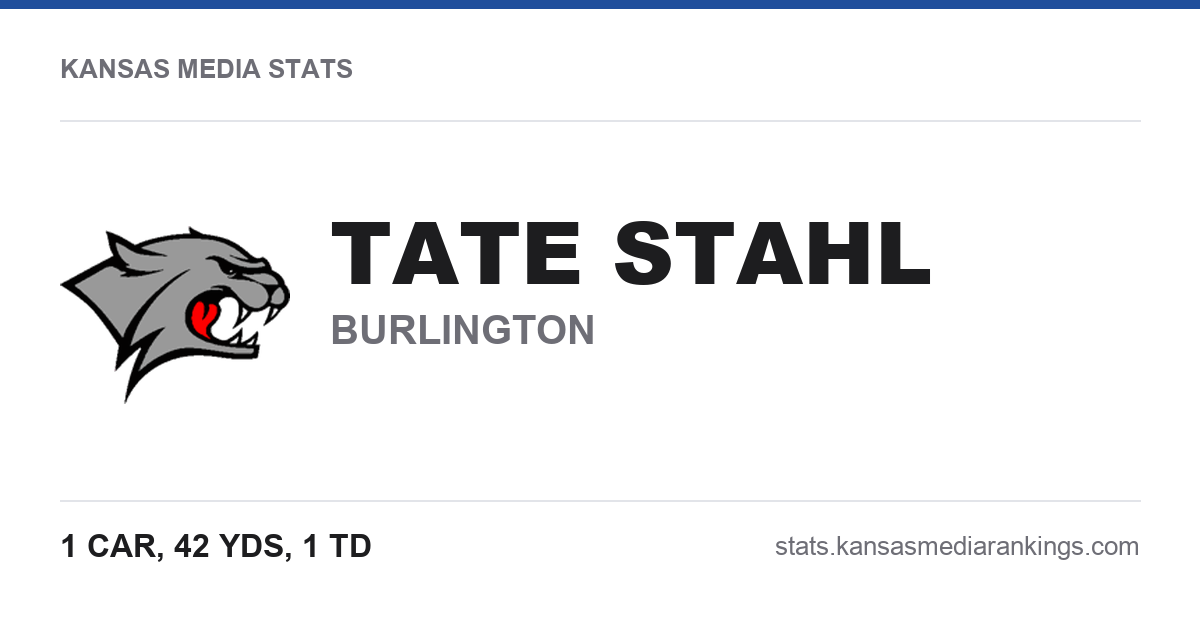 KANSAS MEDIA STATS
TATE STAHL
BURLINGTON
1 CAR, 42 YDS, 1 TD
stats.kansasmediarankings.com